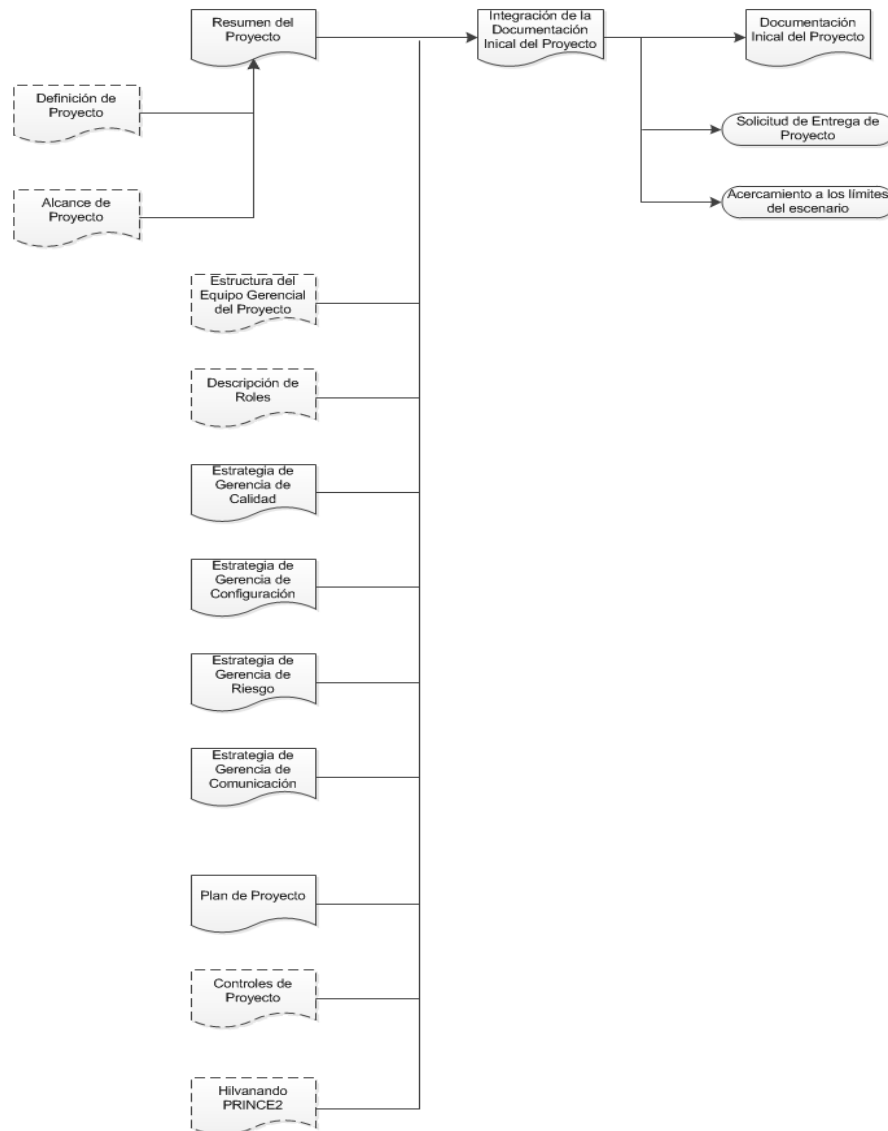 Resumen del
Proyecto
Integración de la
Documentación
Inical del Proyecto
Documentación
Inical del Proyecto
Definición de
Proyecto
Solicitud de Entrega de
Proyecto
Alcance de
Proyecto
Acercamiento a los límites
del escenario
Estructura del
Equipo Gerencial
del Proyecto
Descripción de
Roles
Estrategia de
Gerencia de
Calidad
Estrategia de
Gerencia de
Configuración
Estrategia de
Gerencia de
Riesgo
Estrategia de
Gerencia de
Comunicación
Plan de Proyecto
Controles de
Proyecto
Hilvanando
PRINCE2